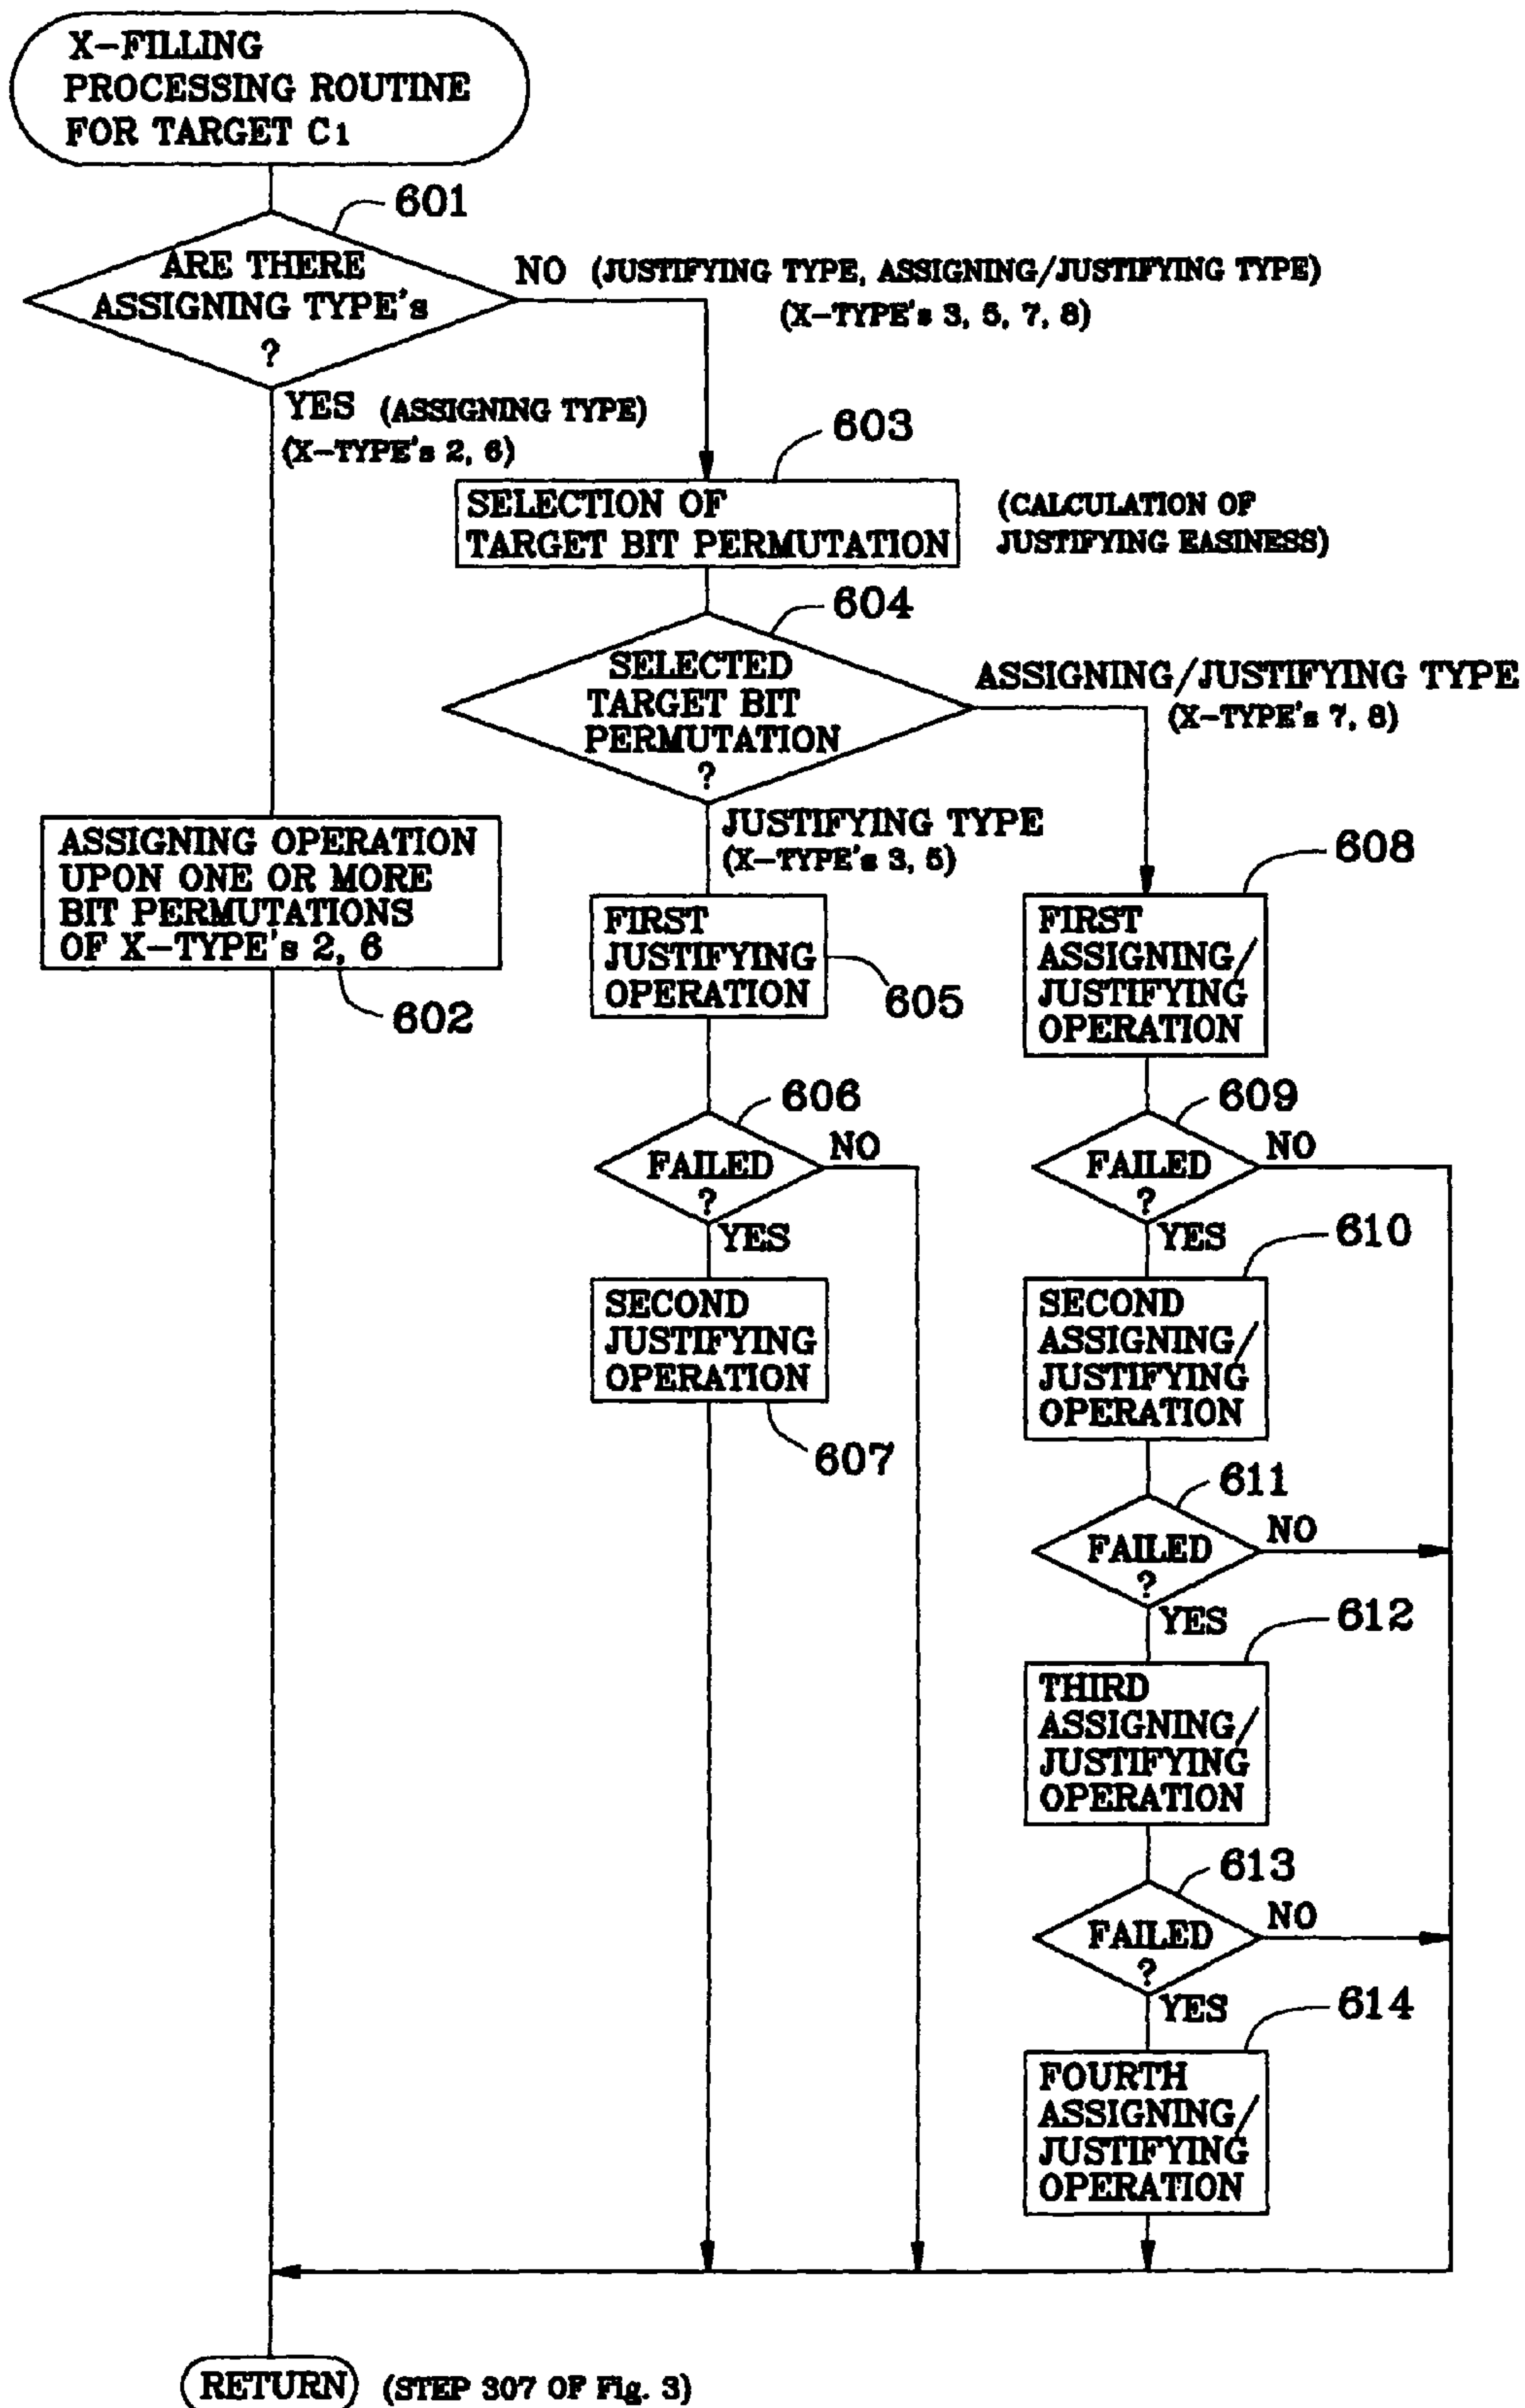 X-FILLING
PROCESSING ROUTINE
FOR TARGET C1
601
ARE THERE
ASSIGNING TYPE's
?
NO (JUSTIFYING TYPE, ASSIGNING/JUSTIFYING TYPE)
(X-TYPE's 3, 5, 7, 8)
YES (ASSIGNING TYPE)
(X-TYPE's 2, 6)
603
SELECTION OF
TARGET BIT PERMUTATION
(CALCULATION OF
JUSTIFYING EASINESS)
604
SELECTED
TARGET BIT
PERMUTATION
?
ASSIGNING/JUSTIFYING TYPE
(X-TYPE's 7, 8)
JUSTIFYING TYPE
(X-TYPE's 3, 5)
ASSIGNING OPERATION
UPON ONE OR MORE
BIT PERMUTATIONS
OF X-TYPE's 2, 6
602
FIRST
JUSTIFYING
OPERATION
605
608
FIRST
ASSIGNING/
JUSTIFYING
OPERATION
606
FAILED
?
NO
YES
609
FAILED
?
NO
YES
SECOND
JUSTIFYING
OPERATION
607
610
SECOND
ASSIGNING/
JUSTIFYING
OPERATION
611
FAILED
?
NO
YES
612
THIRD
ASSIGNING/
JUSTIFYING
OPERATION
613
FAILED
?
NO
YES
614
FOURTH
ASSIGNING/
JUSTIFYING
OPERATION
RETURN (STEP 307 OF Fig. 3)